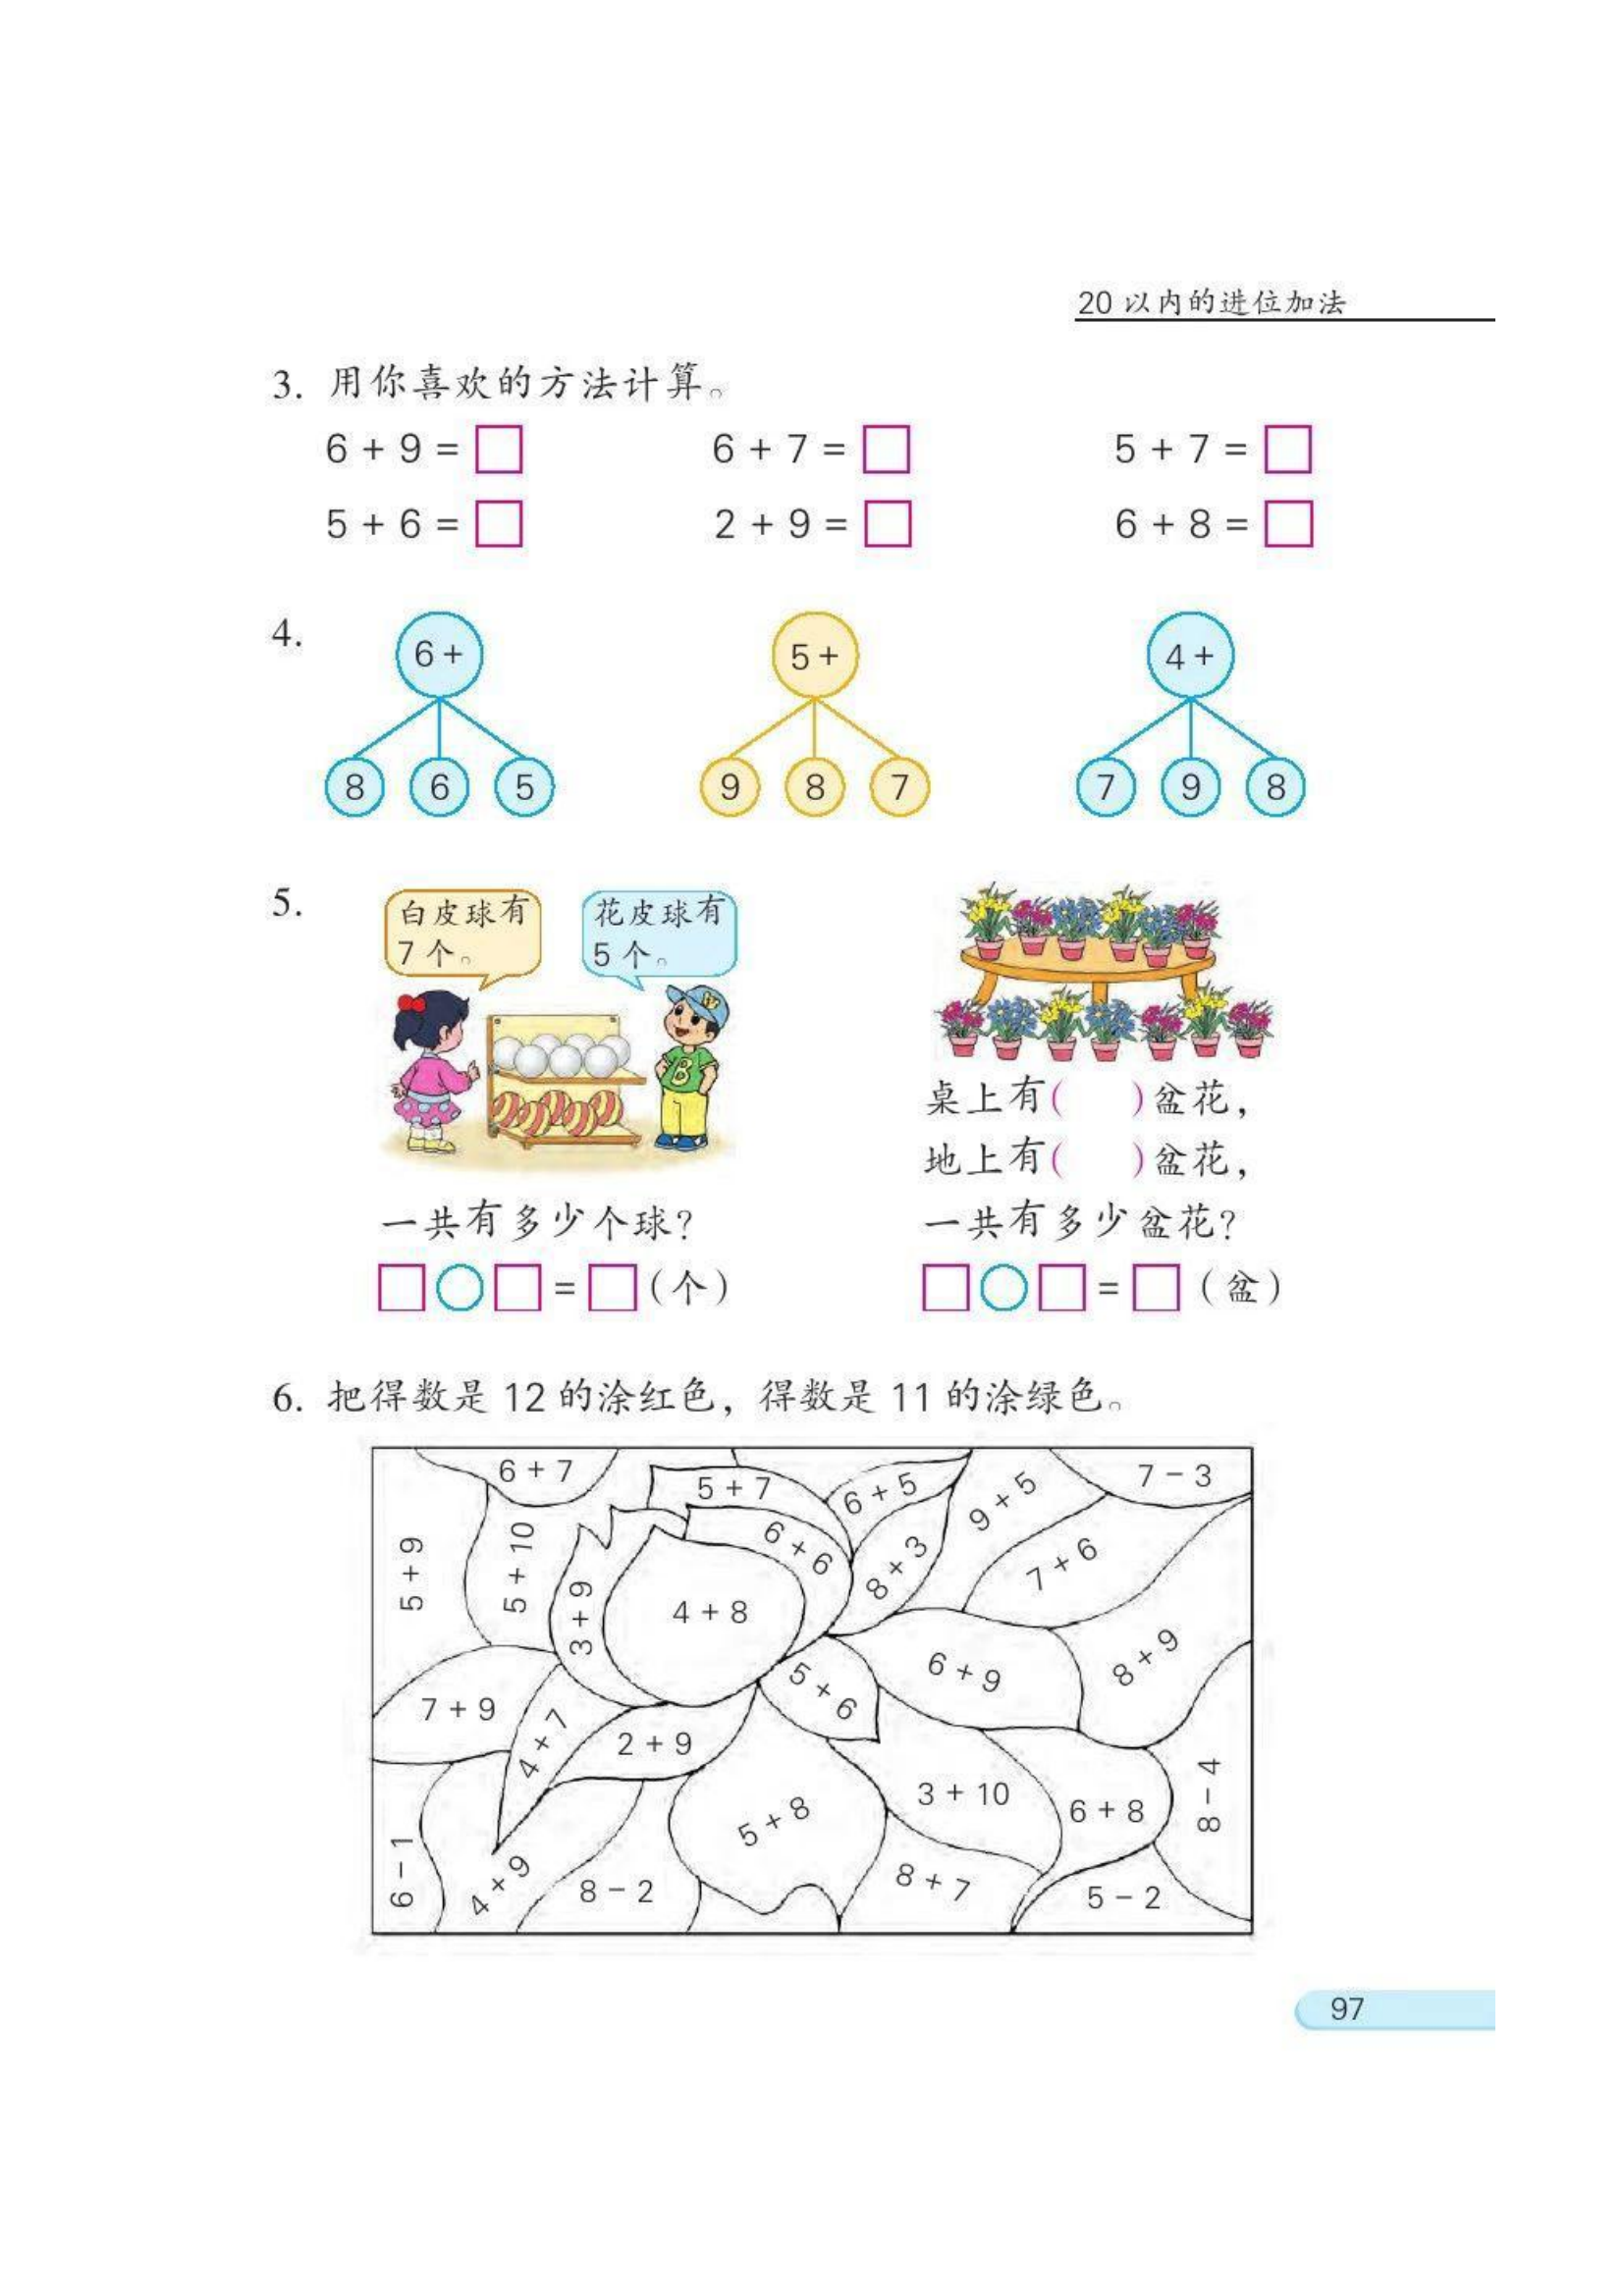 20 以内的进位加法
3. 用你喜欢的方法计算。
6 + 9 = □ 6 + 7 = □ 5 + 7 = □
5 + 6 = □ 2 + 9 = □ 6 + 8 = □
4.
6 + 5 + 4 +
8 6 5 9 8 7 7 9 8
5.
白皮球有
7 个。
花皮球有
5 个。
B
桌上有( )盆花，
地上有( )盆花，
一共有多少个球？
□○□=□(个)
一共有多少盆花？
□○□=□(盆)
6. 把得数是 12 的涂红色，得数是 11 的涂绿色。
6 + 7
5 + 7
6 + 5
9 + 5
7 − 3
5 + 9
5 + 10
3 + 9
4 + 8
6 + 6
8 + 3
7 + 6
7 + 9
4 + 7
2 + 9
5 + 6
6 + 9
8 + 9
6 − 1
4 + 9
8 − 2
5 + 8
3 + 10
8 + 7
6 + 8
5 − 2
8 − 4
97